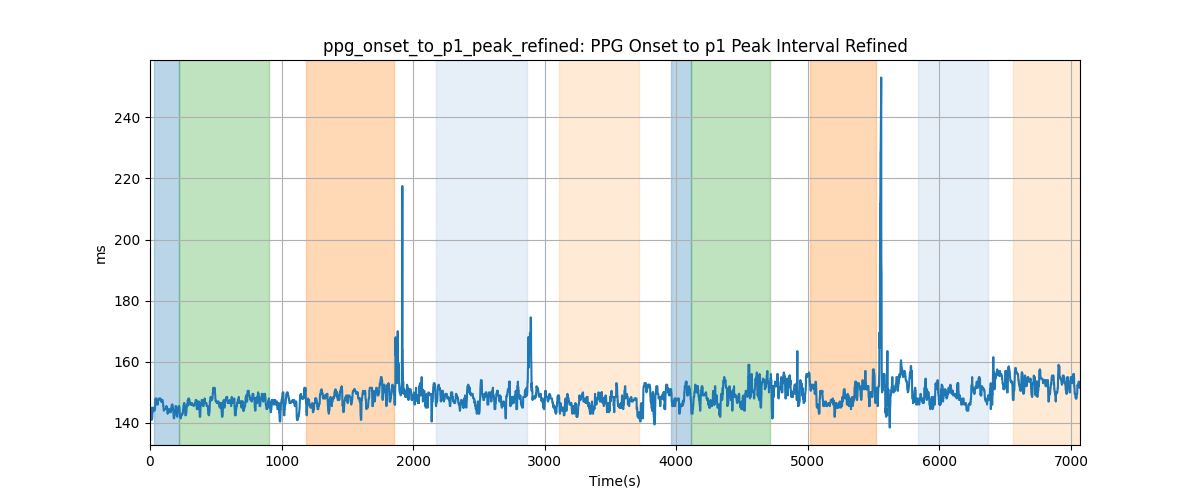 ppg_onset_to_p1_peak_refined: PPG Onset to p1 Peak Interval Refined
240
220
200
180
160
140
ms
0 1000 2000 3000 4000 5000 6000 7000
Time(s)